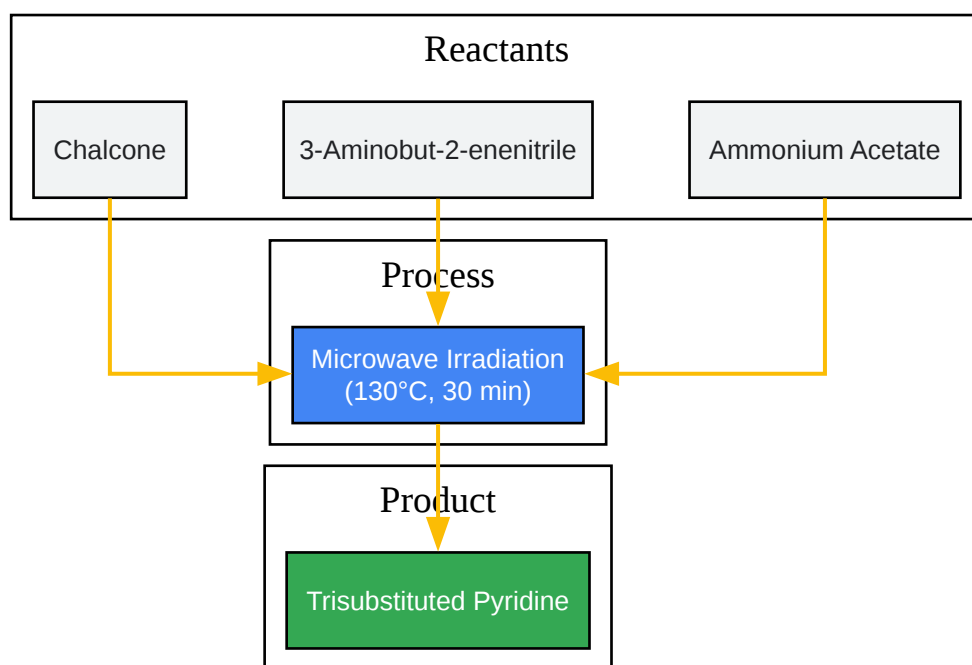 Reactants
Chalcone
3-Aminobut-2-enenitrile
Ammonium Acetate
Process
Microwave Irradiation
(130°C, 30 min)
Product
Trisubstituted Pyridine